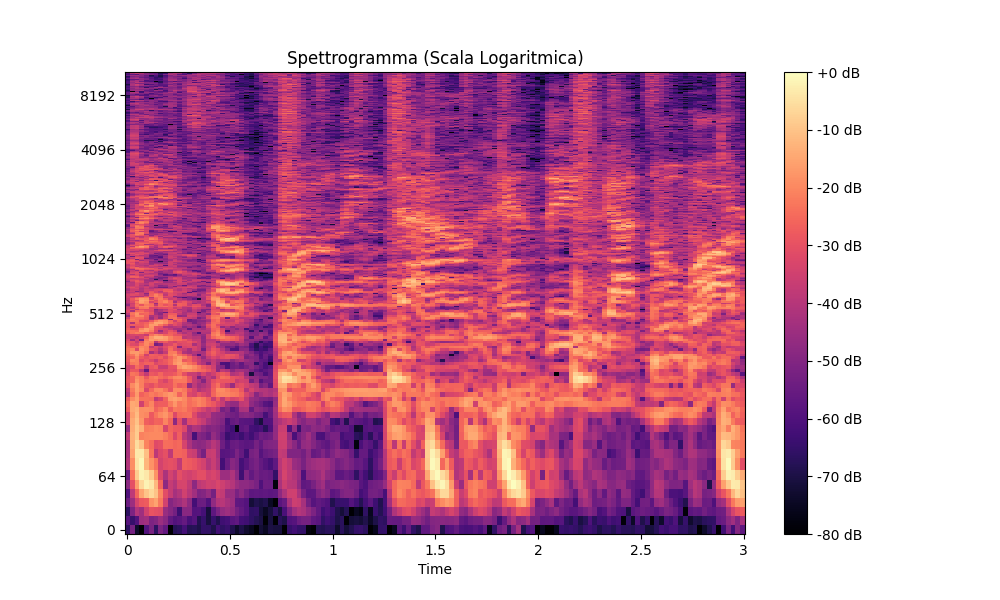 Spettrogramma (Scala Logaritmica)
Hz
8192
4096
2048
1024
512
256
128
64
0
0
0.5
1
1.5
2
2.5
3
Time
+0 dB
-10 dB
-20 dB
-30 dB
-40 dB
-50 dB
-60 dB
-70 dB
-80 dB